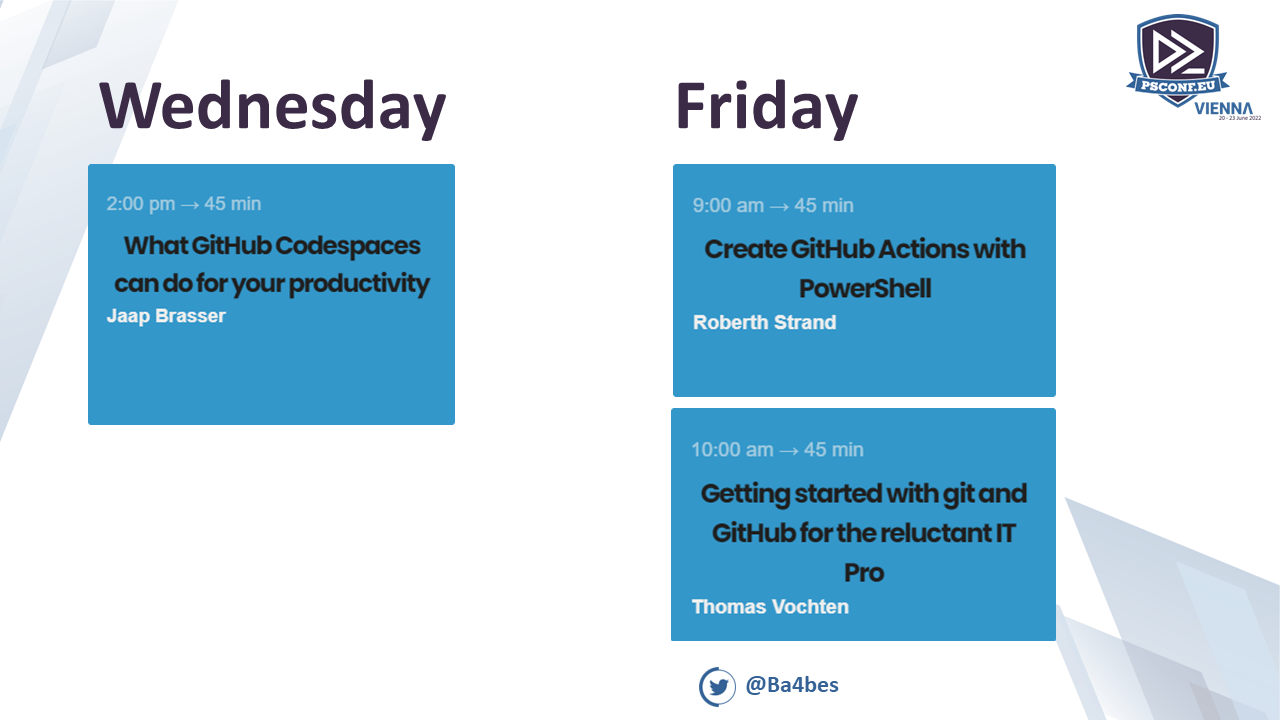 Wednesday
2:00 pm → 45 min
What GitHub Codespaces
can do for your productivity
Jaap Brasser
Friday
9:00 am → 45 min
Create GitHub Actions with
PowerShell
Roberth Strand
10:00 am → 45 min
Getting started with git and
GitHub for the reluctant IT
Pro
Thomas Vochten
@Ba4bes
PSCONF.EU
VIENNA
20 - 23 June 2022